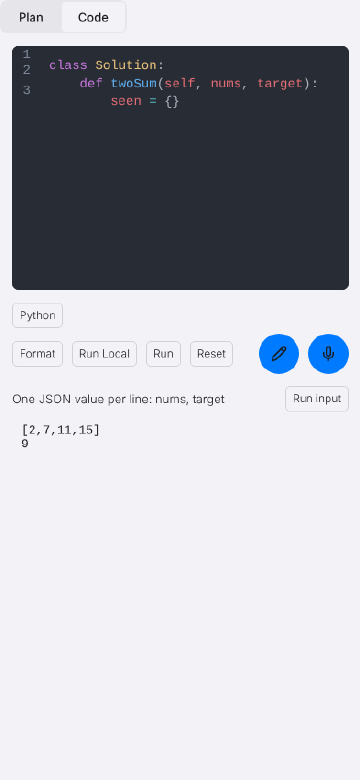 Plan Code
1 class Solution:
2 def twoSum(self, nums, target):
3 seen = {}
Python
Format Run Local Run Reset
One JSON value per line: nums, target Run input
[2,7,11,15]
9